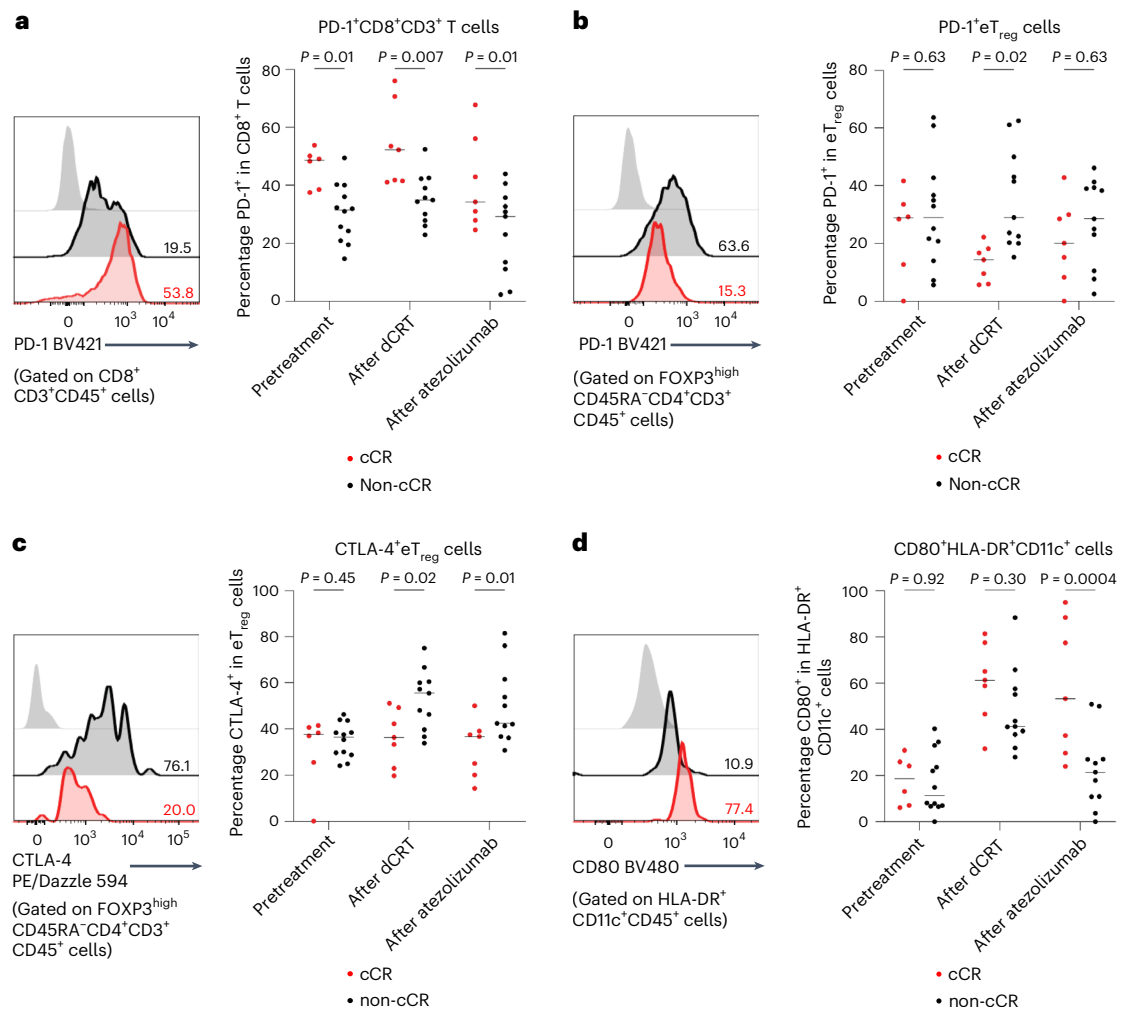 a
PD-1⁺CD8⁺CD3⁺ T cells
P = 0.01
P = 0.007
P = 0.01
Percentage PD-1⁺ in CD8⁺ T cells
80
60
40
20
0
19.5
53.8
0
10³
10⁴
PD-1 BV421
(Gated on CD8⁺
CD3⁺CD45⁺ cells)
Pretreatment
After dCRT
After atezolizumab
cCR
Non-cCR
b
PD-1⁺eTreg cells
P = 0.63
P = 0.02
P = 0.63
Percentage PD-1⁺ in eTreg cells
80
60
40
20
0
63.6
15.3
0
10³
10⁴
PD-1 BV421
(Gated on FOXP3ʰⁱᵍʰ
CD45RA⁻CD4⁺CD3⁺
CD45⁺ cells)
Pretreatment
After dCRT
After atezolizumab
cCR
Non-cCR
c
CTLA-4⁺eTreg cells
P = 0.45
P = 0.02
P = 0.01
Percentage CTLA-4⁺ in eTreg cells
100
80
60
40
20
0
76.1
20.0
0
10³
10⁴
10⁵
CTLA-4
PE/Dazzle 594
(Gated on FOXP3ʰⁱᵍʰ
CD45RA⁻CD4⁺CD3⁺
CD45⁺ cells)
Pretreatment
After dCRT
After atezolizumab
cCR
non-cCR
d
CD80⁺HLA-DR⁺CD11c⁺ cells
P = 0.92
P = 0.30
P = 0.0004
Percentage CD80⁺ in HLA-DR⁺
CD11c⁺ cells
100
80
60
40
20
0
10.9
77.4
0
10³
10⁴
CD80 BV480
(Gated on HLA-DR⁺
CD11c⁺CD45⁺ cells)
Pretreatment
After dCRT
After atezolizumab
cCR
non-cCR